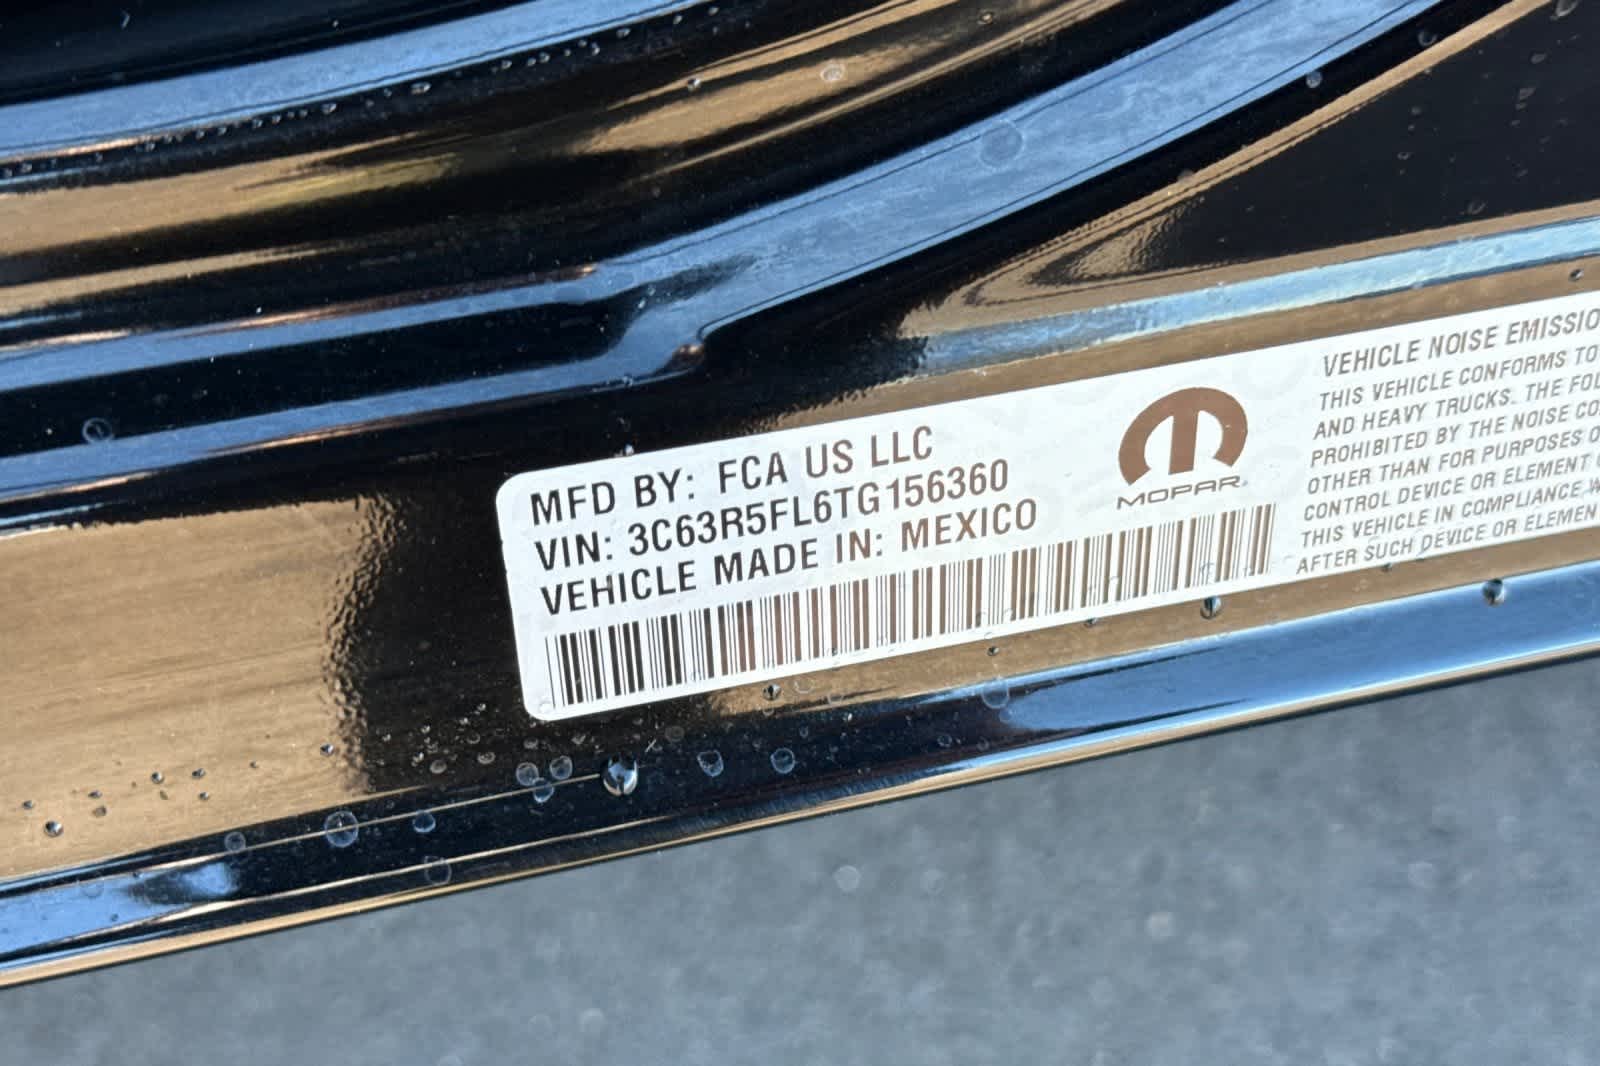 MFD BY: FCA US LLC
VIN: 3C63R5FL6TG156360
VEHICLE MADE IN: MEXICO
MOPAR
VEHICLE NOISE EMISSIO
THIS VEHICLE CONFORMS TO
AND HEAVY TRUCKS. THE FOL
PROHIBITED BY THE NOISE CO
OTHER THAN FOR PURPOSES O
CONTROL DEVICE OR ELEMENT
THIS VEHICLE IN COMPLIANCE W
AFTER SUCH DEVICE OR ELEMEN